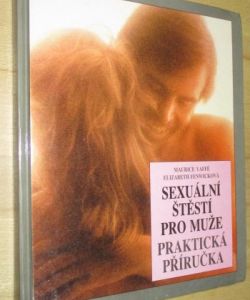 MAURICE YAFFÉ
ELIZABETH FENWICKOVÁ
SEXUÁLNÍ
ŠTĚSTÍ
PRO MUŽE
PRAKTICKÁ
PŘÍRUČKA